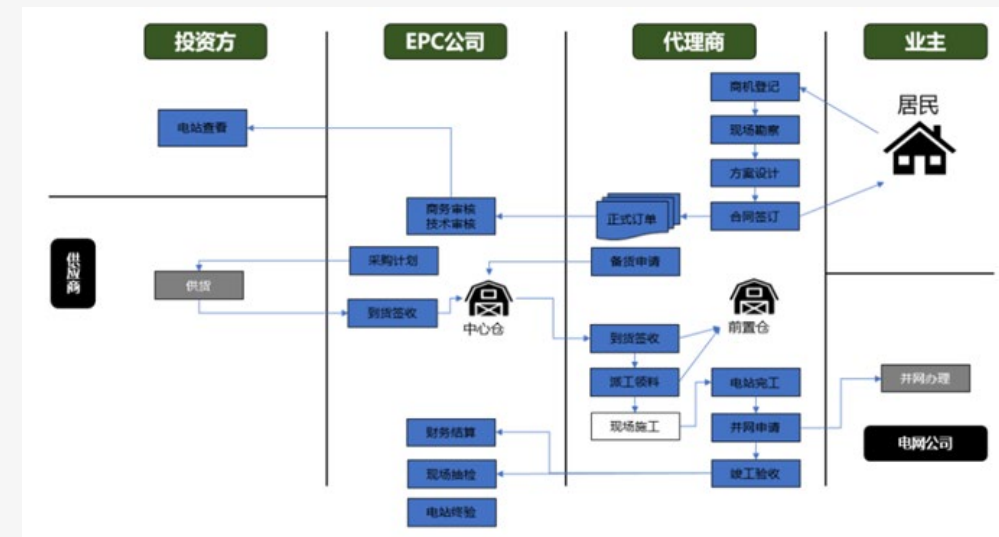 投资方
EPC公司
代理商
业主
商机登记
居民
电站查看
现场勘察
方案设计
商务审核
技术审核
正式订单
合同签订
供应商
采购计划
备货申请
供货
到货签收
中心仓
前置仓
到货签收
派工领料
电站完工
并网办理
现场施工
并网申请
财务结算
电网公司
现场抽检
竣工验收
电站终验